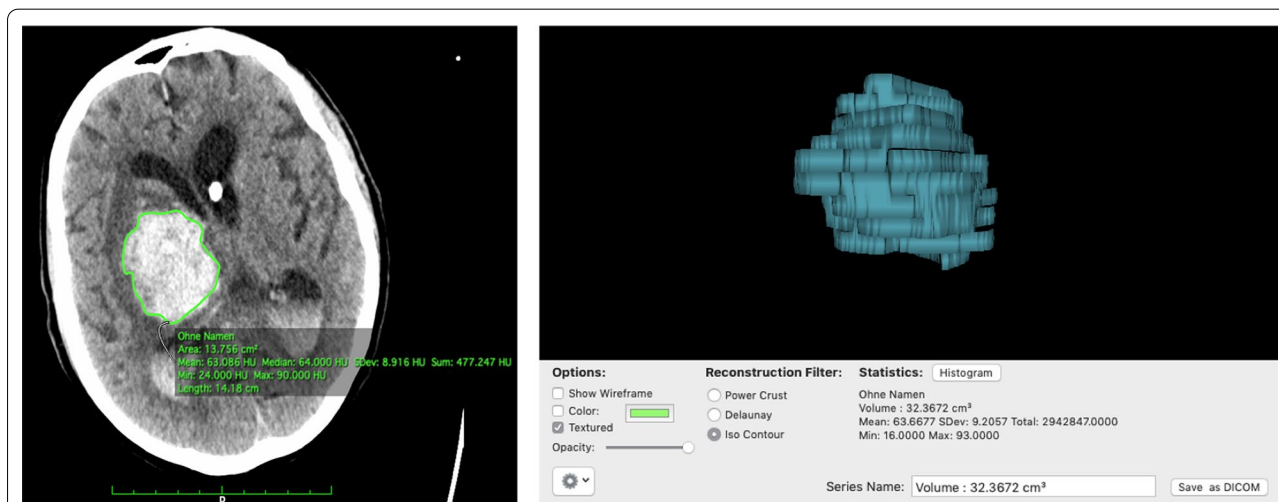 Ohne Namen
Area: 13.756 cm²
Mean: 63.086 HU Median: 64.000 HU SDev: 8.916 HU Sum: 477.247 HU
Min: 24.000 HU Max: 90.000 HU
Length: 14.18 cm
Options:
Show Wireframe
Color:
Textured
Opacity:
Reconstruction Filter:
Power Crust
Delaunay
Iso Contour
Statistics: Histogram
Ohne Namen
Volume : 32.3672 cm³
Mean: 63.6677 SDev: 9.2057 Total: 2942847.0000
Min: 16.0000 Max: 93.0000
Series Name: Volume : 32.3672 cm³ Save as DICOM